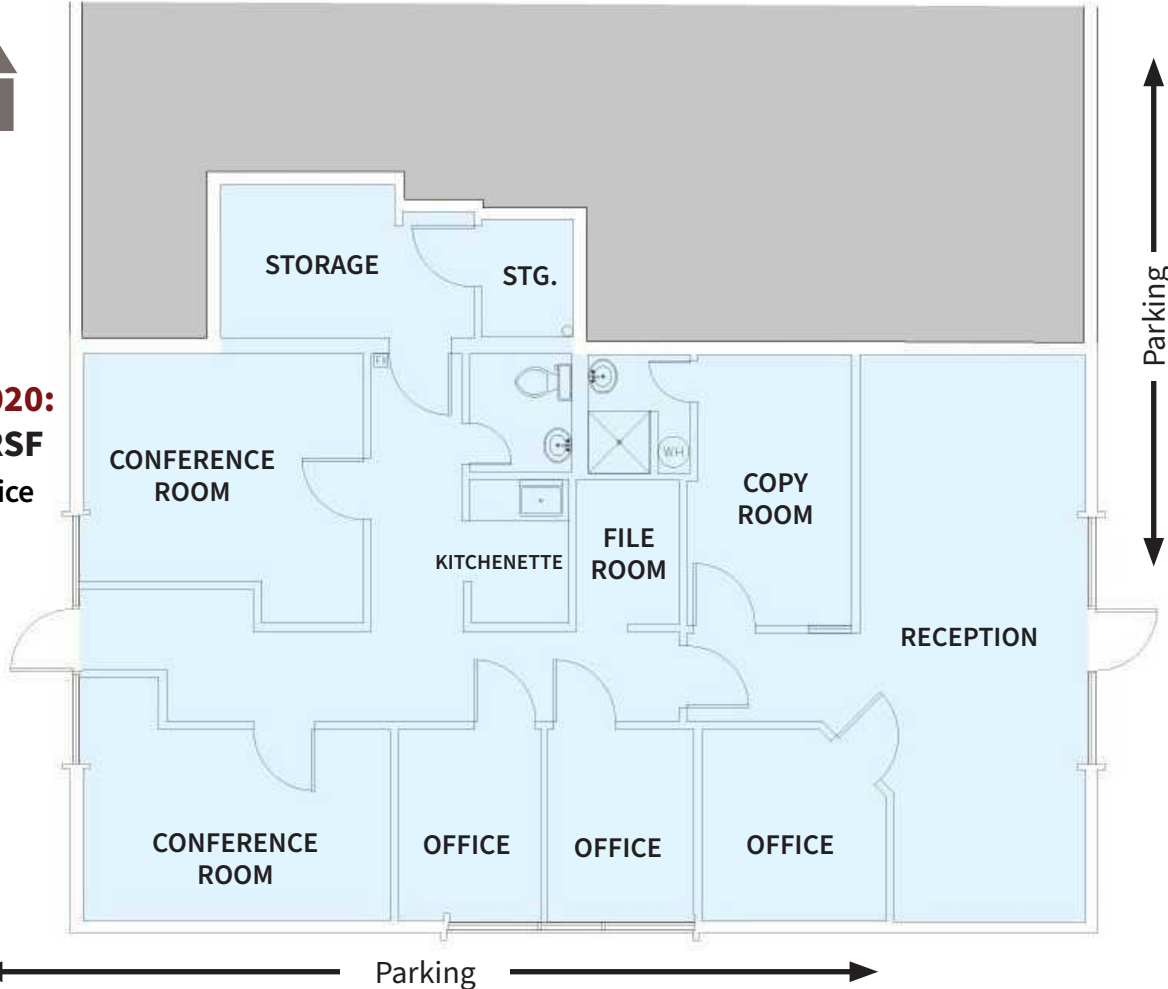 STORAGE
STG.
Parking
020:
RSF
ice
CONFERENCE
ROOM
WH
COPY
ROOM
FILE
ROOM
KITCHENETTE
RECEPTION
CONFERENCE
ROOM
OFFICE
OFFICE
OFFICE
Parking